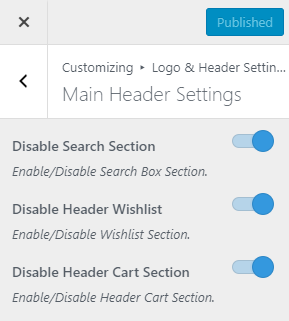 Published
Customizing ▸ Logo & Header Settin...
Main Header Settings
Disable Search Section
Enable/Disable Search Box Section.
Disable Header Wishlist
Enable/Disable Wishlist Section.
Disable Header Cart Section
Enable/Disable Header Cart Section.